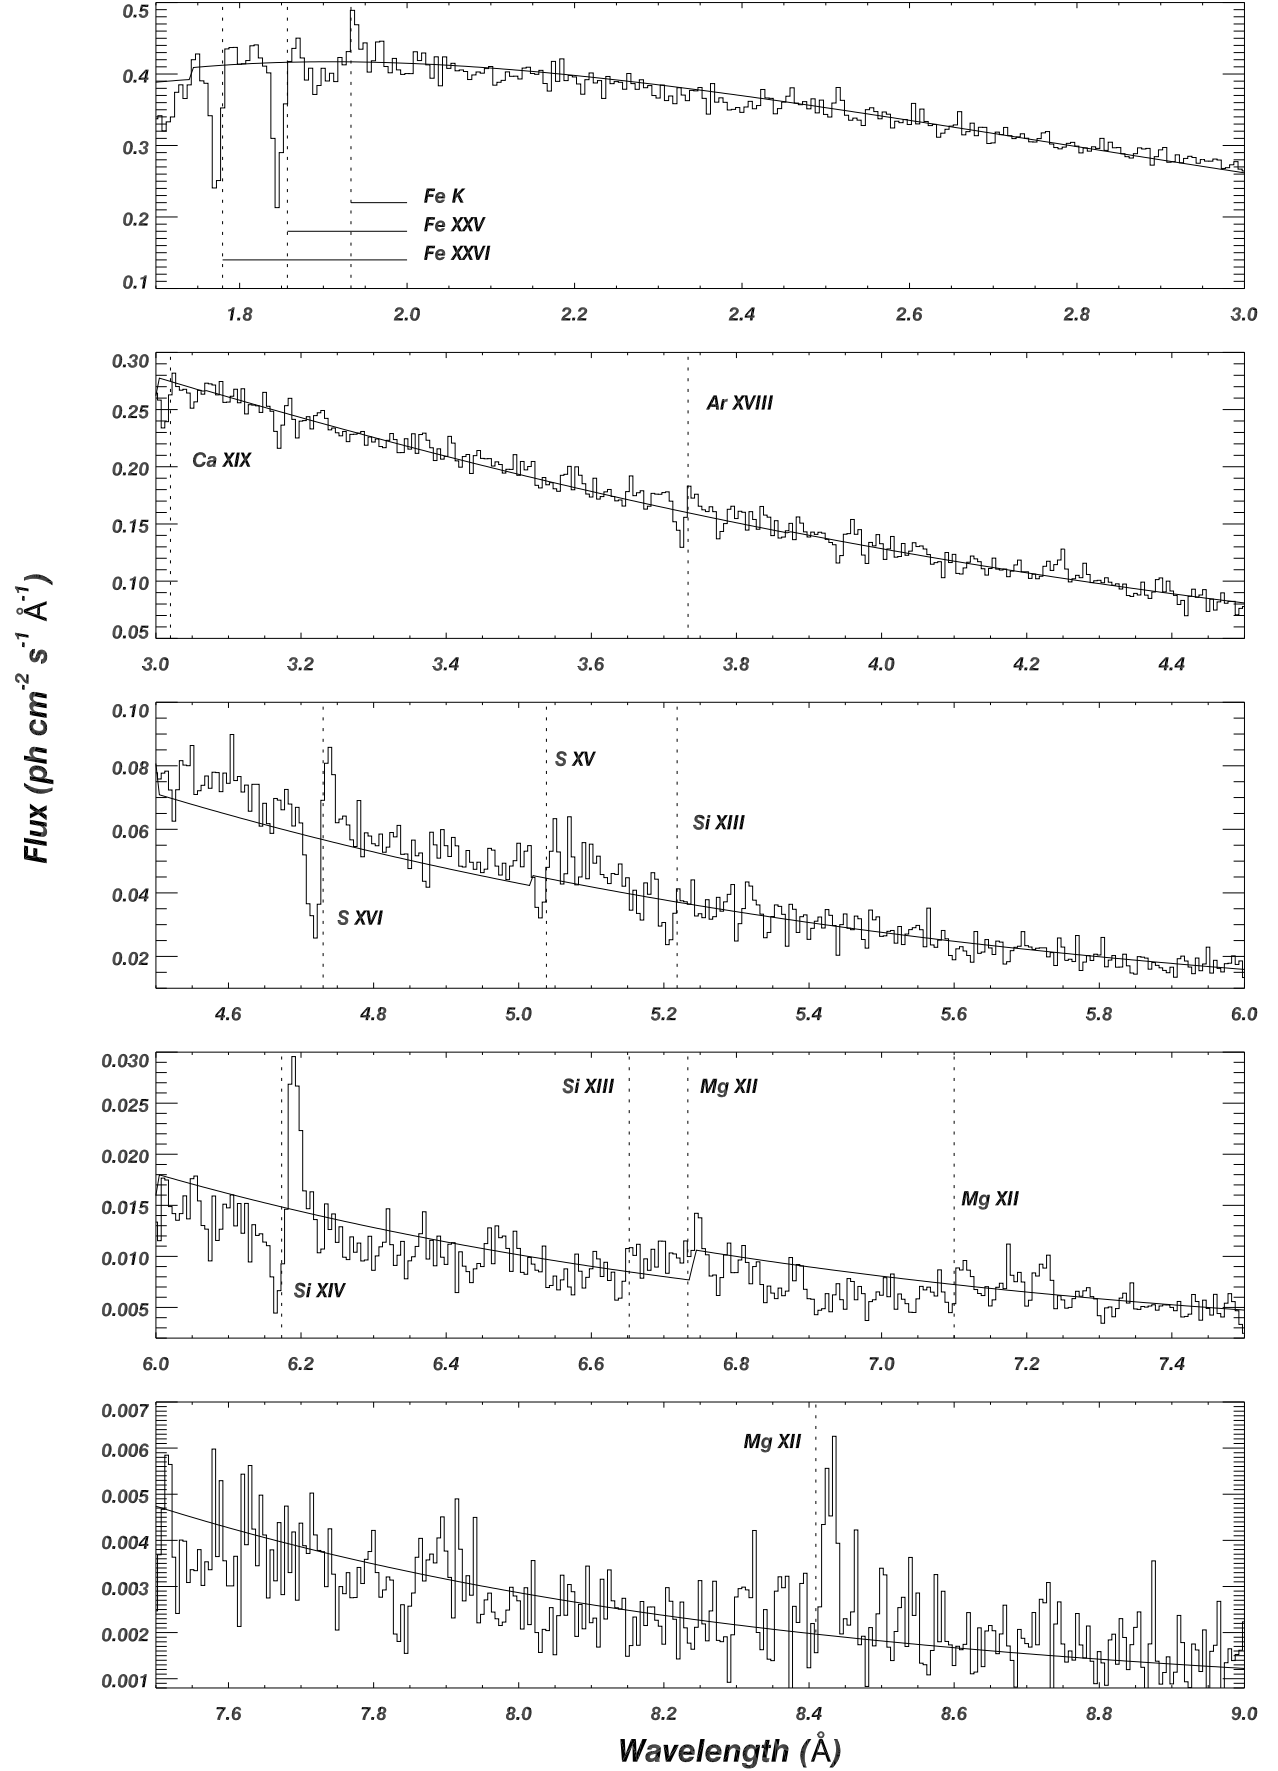 0.5
0.4
0.3
0.2
0.1
Fe K
Fe XXV
Fe XXVI
1.8 2.0 2.2 2.4 2.6 2.8 3.0
0.30
0.25
0.20
0.15
0.10
0.05
Ca XIX
Ar XVIII
3.0 3.2 3.4 3.6 3.8 4.0 4.2 4.4
Flux (ph cm-2 s-1 Å-1)
0.10
0.08
0.06
0.04
0.02
S XVI
S XV
Si XIII
4.6 4.8 5.0 5.2 5.4 5.6 5.8 6.0
0.030
0.025
0.020
0.015
0.010
0.005
Si XIV
Si XIII
Mg XII
Mg XII
6.0 6.2 6.4 6.6 6.8 7.0 7.2 7.4
0.007
0.006
0.005
0.004
0.003
0.002
0.001
Mg XII
7.6 7.8 8.0 8.2 8.4 8.6 8.8 9.0
Wavelength (Å)